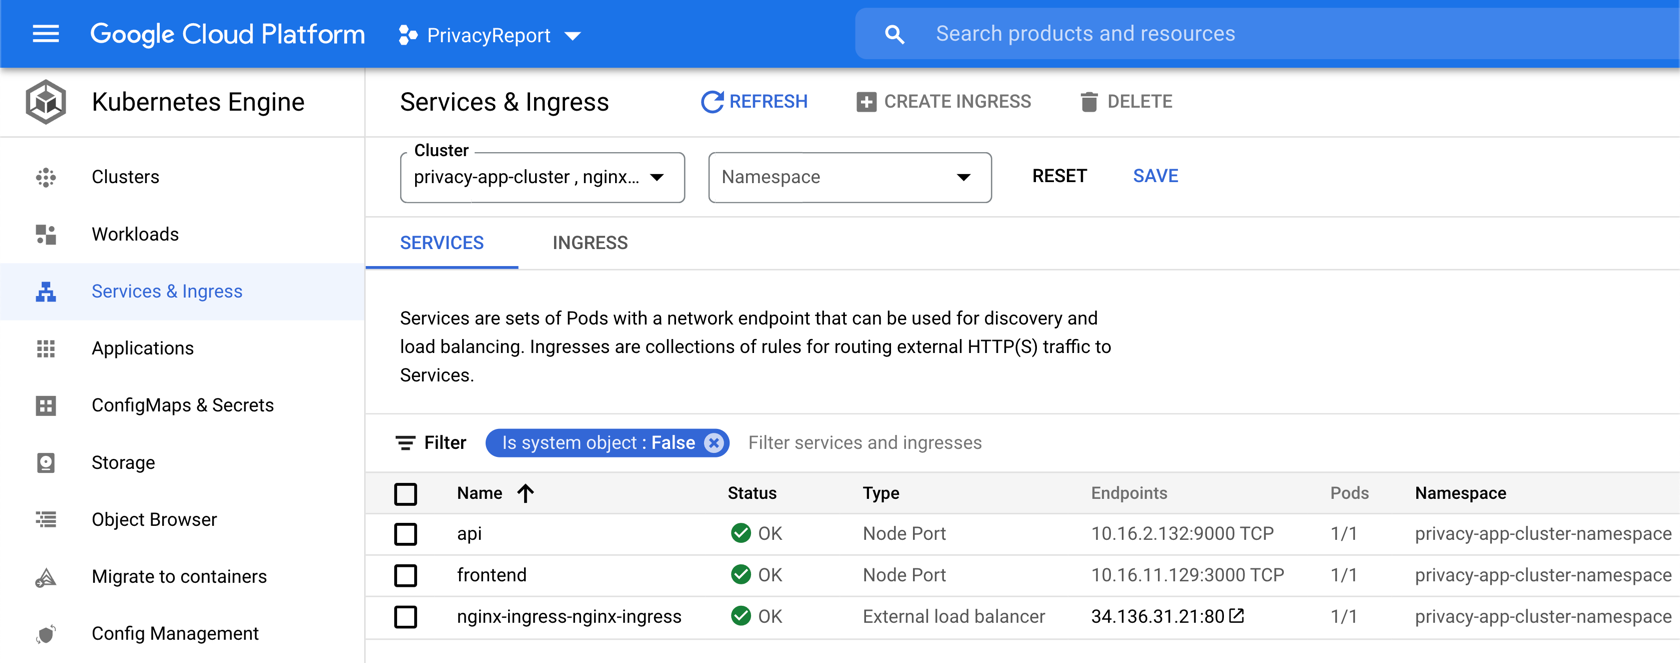 Google Cloud Platform
PrivacyReport
Search products and resources
Kubernetes Engine
Services & Ingress
REFRESH
CREATE INGRESS
DELETE
Clusters
Workloads
Services & Ingress
Applications
ConfigMaps & Secrets
Storage
Object Browser
Migrate to containers
Config Management
Cluster
privacy-app-cluster , nginx...
Namespace
RESET
SAVE
SERVICES
INGRESS
Services are sets of Pods with a network endpoint that can be used for discovery and
load balancing. Ingresses are collections of rules for routing external HTTP(S) traffic to
Services.
Filter
Is system object : False
Filter services and ingresses
Name Status Type Endpoints Pods Namespace
api OK Node Port 10.16.2.132:9000 TCP 1/1 privacy-app-cluster-namespace
frontend OK Node Port 10.16.11.129:3000 TCP 1/1 privacy-app-cluster-namespace
nginx-ingress-nginx-ingress OK External load balancer 34.136.31.21:80 1/1 privacy-app-cluster-namespace